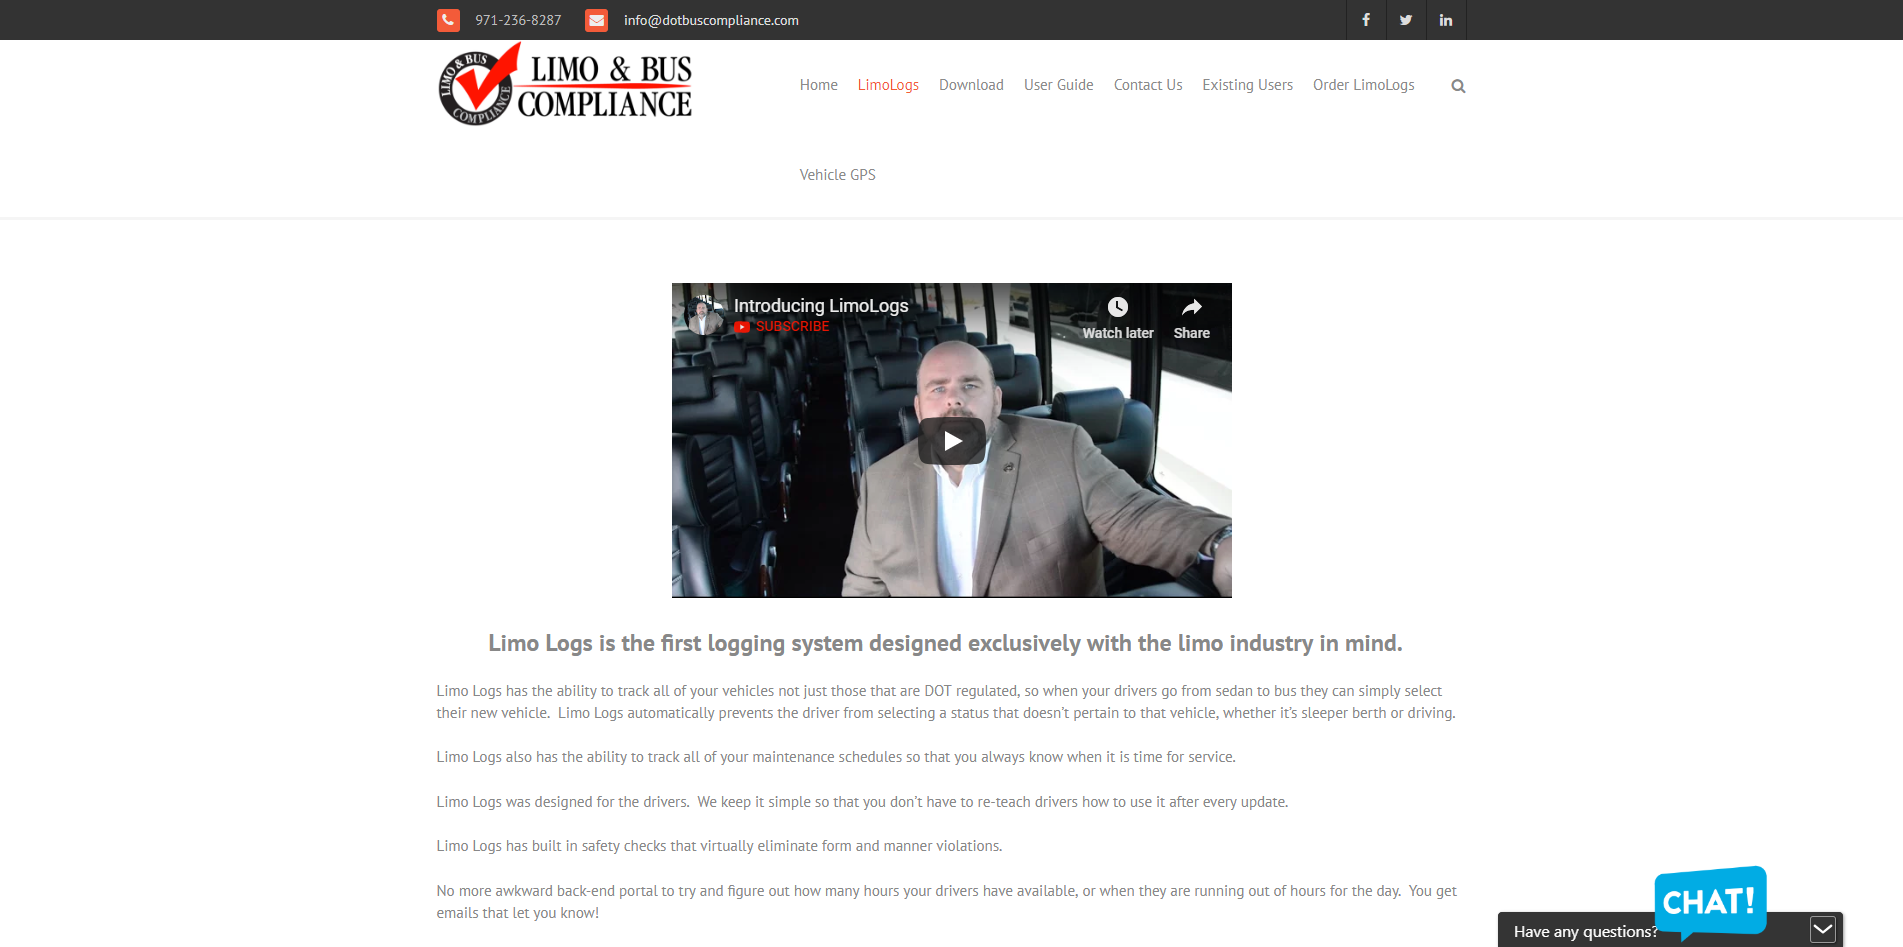 971-236-8287 info@dotbuscompliance.com
LIMO & BUS
COMPLIANCE
LIMO & BUS COMPLIANCE
Home LimoLogs Download User Guide Contact Us Existing Users Order LimoLogs
Vehicle GPS
Introducing LimoLogs
SUBSCRIBE
Watch later Share
Limo Logs is the first logging system designed exclusively with the limo industry in mind.
Limo Logs has the ability to track all of your vehicles not just those that are DOT regulated, so when your drivers go from sedan to bus they can simply select
their new vehicle.  Limo Logs automatically prevents the driver from selecting a status that doesn’t pertain to that vehicle, whether it’s sleeper berth or driving.
Limo Logs also has the ability to track all of your maintenance schedules so that you always know when it is time for service.
Limo Logs was designed for the drivers.  We keep it simple so that you don’t have to re-teach drivers how to use it after every update.
Limo Logs has built in safety checks that virtually eliminate form and manner violations.
No more awkward back-end portal to try and figure out how many hours your drivers have available, or when they are running out of hours for the day.  You get
emails that let you know!
CHAT!
Have any questions?